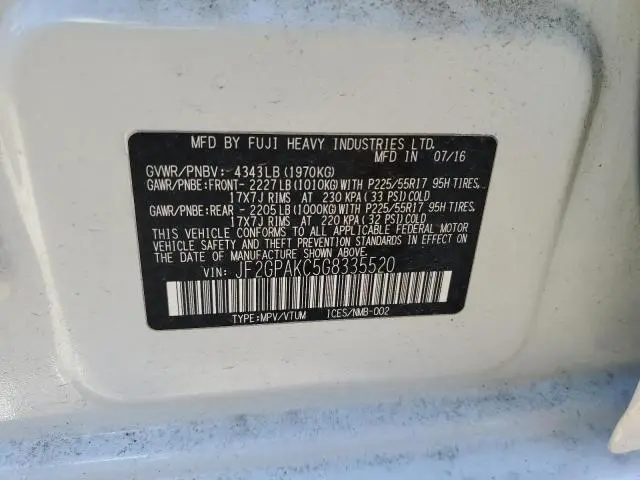 MFD BY FUJI HEAVY INDUSTRIES LTD.
MFD IN 07/16
GVWR/PNBV: 4343LB (1970KG)
GAWR/PNBE:FRONT- 2227LB (1010KG) WITH P225/55R17 95H TIRES,
17X7J RIMS AT 230 KPA (33 PSI) COLD
GAWR/PNBE:REAR - 2205LB (1000KG) WITH P225/55R17 95H TIRES,
17X7J RIMS AT 220 KPA (32 PSI) COLD
THIS VEHICLE CONFORMS TO ALL APPLICABLE FEDERAL MOTOR
VEHICLE SAFETY AND THEFT PREVENTION STANDARDS IN EFFECT ON
THE DATE OF MANUFACTURE SHOWN ABOVE.
VIN: JF2GPAKC5G8335520
TYPE:MPV/VTUM ICES/NMB-002